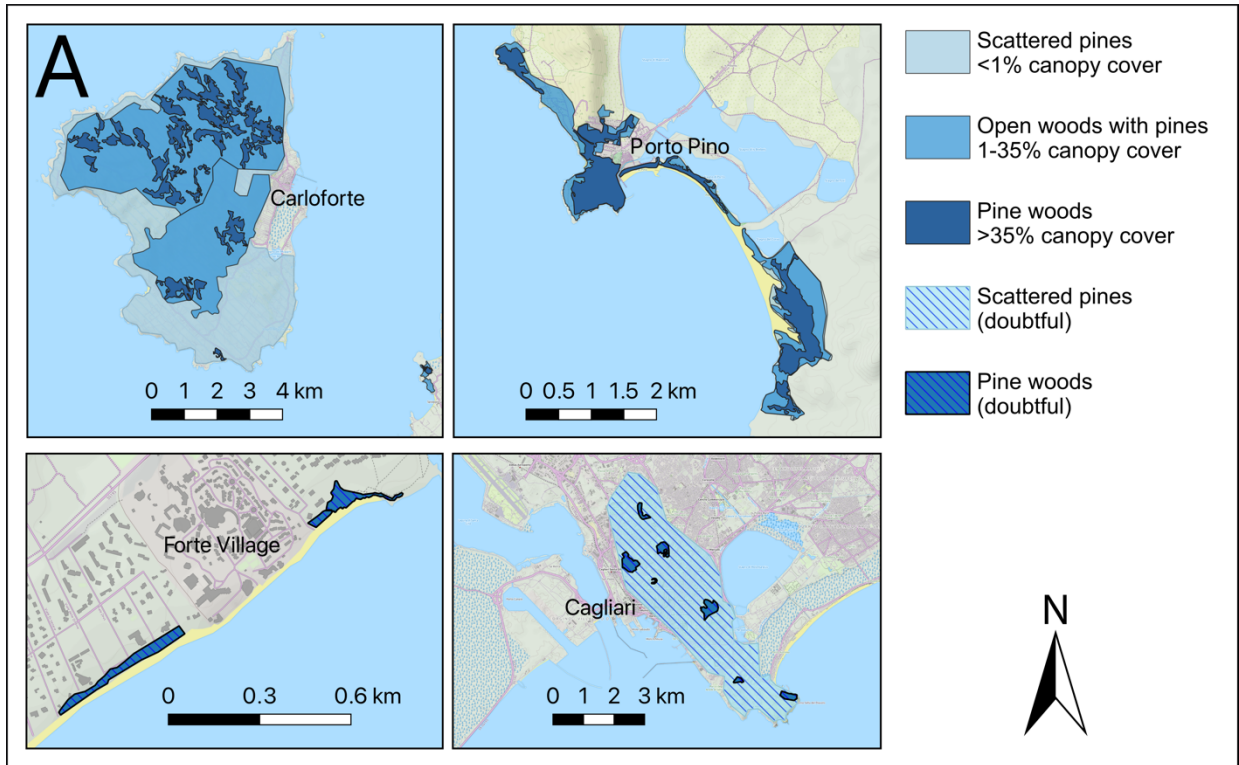 A
Carloforte
0 1 2 3 4 km
Porto Pino
0 0.5 1 1.5 2 km
Scattered pines
<1% canopy cover
Open woods with pines
1-35% canopy cover
Pine woods
>35% canopy cover
Scattered pines
(doubtful)
Pine woods
(doubtful)
Forte Village
0 0.3 0.6 km
Cagliari
0 1 2 3 km
N